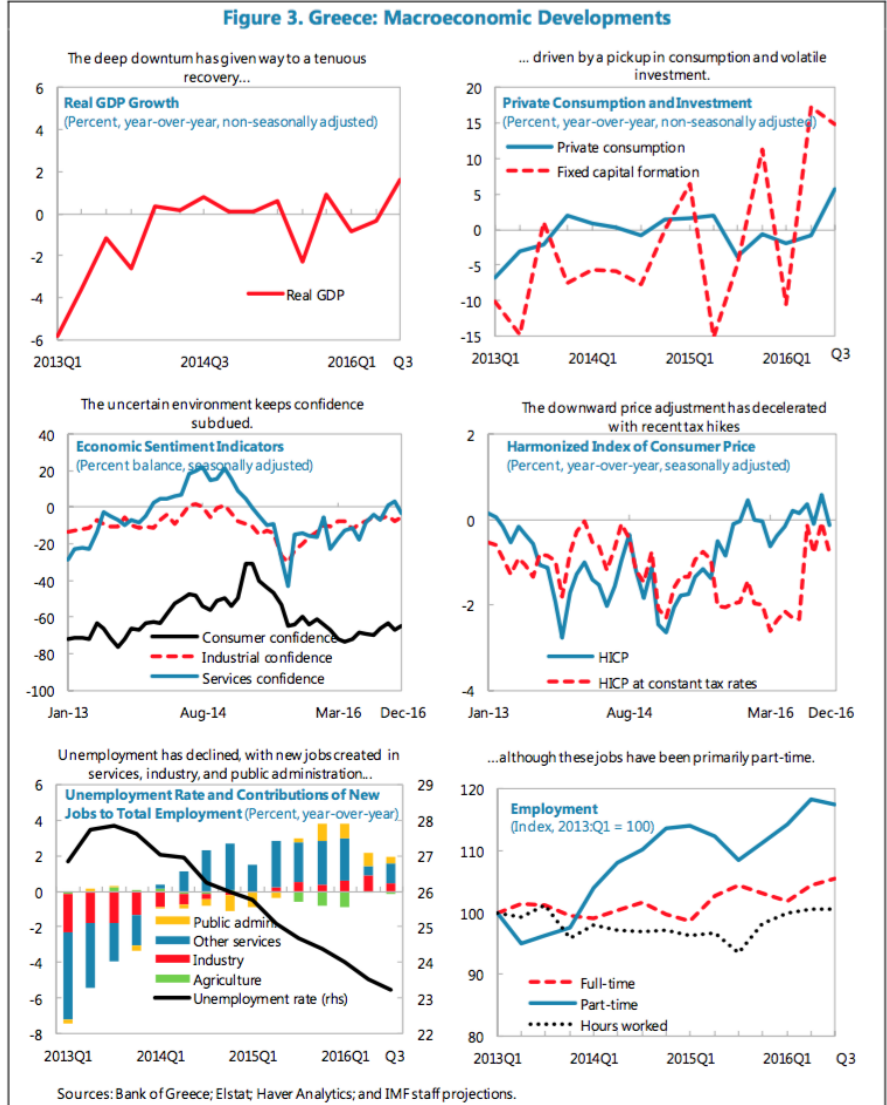 Figure 3. Greece: Macroeconomic Developments
The deep downturn has given way to a tenuous
recovery...
6
4
2
0
-2
-4
-6
Real GDP Growth
(Percent, year-over-year, non-seasonally adjusted)
Real GDP
2013Q1
2014Q3
2016Q1
Q3
... driven by a pickup in consumption and volatile
investment.
20
15
10
5
0
-5
-10
-15
Private Consumption and Investment
(Percent, year-over-year, non-seasonally adjusted)
Private consumption
Fixed capital formation
2013Q1
2014Q1
2015Q1
2016Q1
Q3
The uncertain environment keeps confidence
subdued.
40
20
0
-20
-40
-60
-80
-100
Economic Sentiment Indicators
(Percent balance, seasonally adjusted)
Consumer confidence
Industrial confidence
Services confidence
Jan-13
Aug-14
Mar-16
Dec-16
The downward price adjustment has decelerated
with recent tax hikes
2
0
-2
-4
Harmonized Index of Consumer Price
(Percent, year-over-year, seasonally adjusted)
HICP
HICP at constant tax rates
Jan-13
Aug-14
Mar-16
Dec-16
Unemployment has declined, with new jobs created in
services, industry, and public administration...
6
4
2
0
-2
-4
-6
-8
Unemployment Rate and Contributions of New
Jobs to Total Employment (Percent, year-over-year)
Public admin.
Other services
Industry
Agriculture
Unemployment rate (rhs)
29
28
27
26
25
24
23
22
2013Q1
2014Q1
2015Q1
2016Q1
Q3
...although these jobs have been primarily part-time.
120
110
100
90
80
Employment
(Index, 2013:Q1 = 100)
Full-time
Part-time
Hours worked
2013Q1
2014Q1
2015Q1
2016Q1
Q3
Sources: Bank of Greece; Elstat; Haver Analytics; and IMF staff projections.